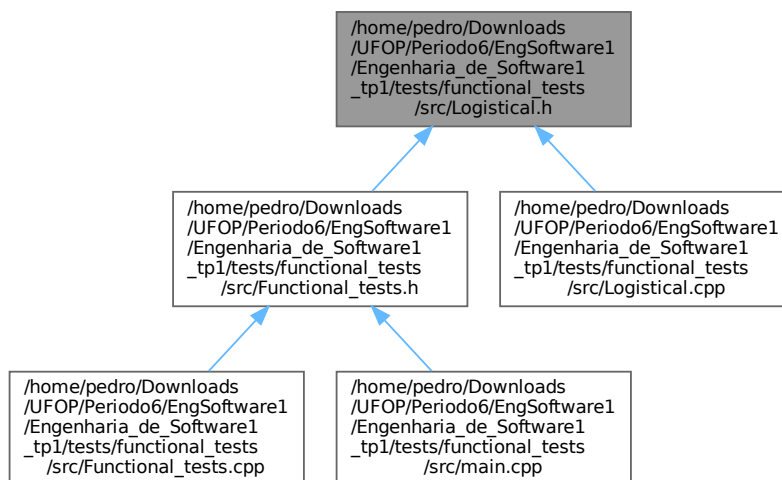 /home/pedro/Downloads
/UFOP/Periodo6/EngSoftware1
/Engenharia_de_Software1
_tp1/tests/functional_tests
/src/Logistical.h
/home/pedro/Downloads
/UFOP/Periodo6/EngSoftware1
/Engenharia_de_Software1
_tp1/tests/functional_tests
/src/Functional_tests.h
/home/pedro/Downloads
/UFOP/Periodo6/EngSoftware1
/Engenharia_de_Software1
_tp1/tests/functional_tests
/src/Logistical.cpp
/home/pedro/Downloads
/UFOP/Periodo6/EngSoftware1
/Engenharia_de_Software1
_tp1/tests/functional_tests
/src/Functional_tests.cpp
/home/pedro/Downloads
/UFOP/Periodo6/EngSoftware1
/Engenharia_de_Software1
_tp1/tests/functional_tests
/src/main.cpp